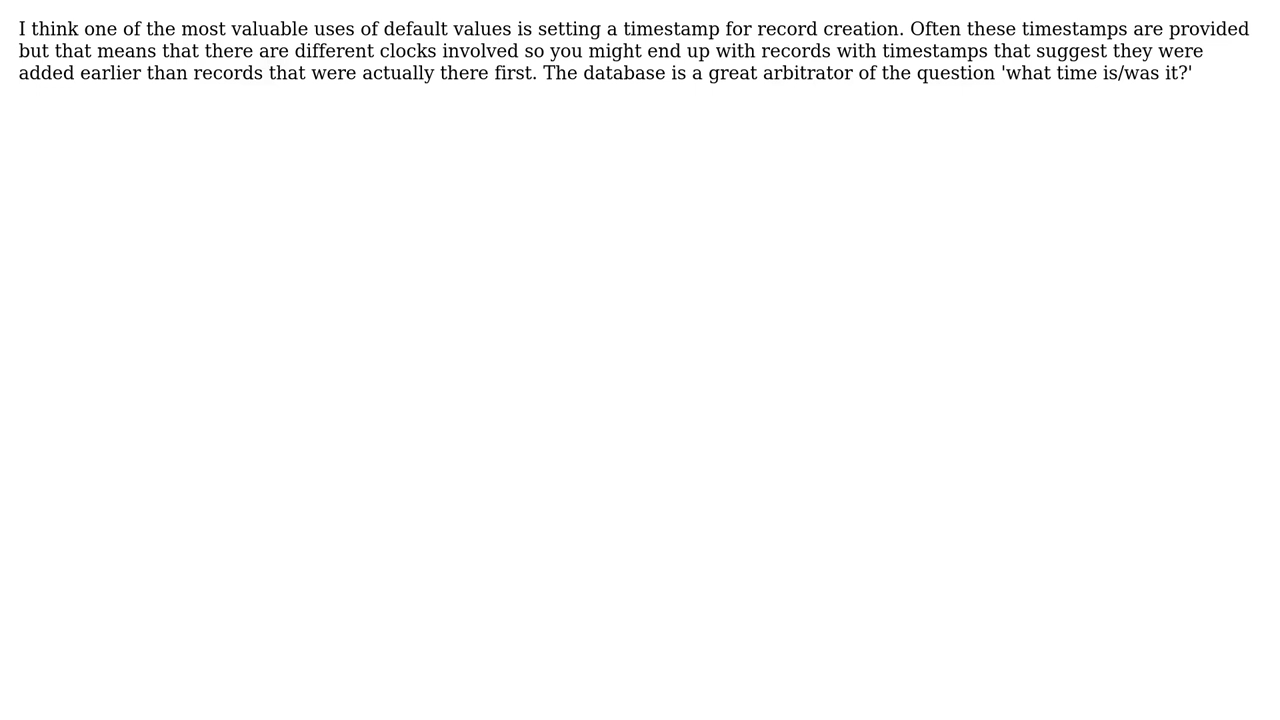 I think one of the most valuable uses of default values is setting a timestamp for record creation. Often these timestamps are provided
but that means that there are different clocks involved so you might end up with records with timestamps that suggest they were
added earlier than records that were actually there first. The database is a great arbitrator of the question 'what time is/was it?'